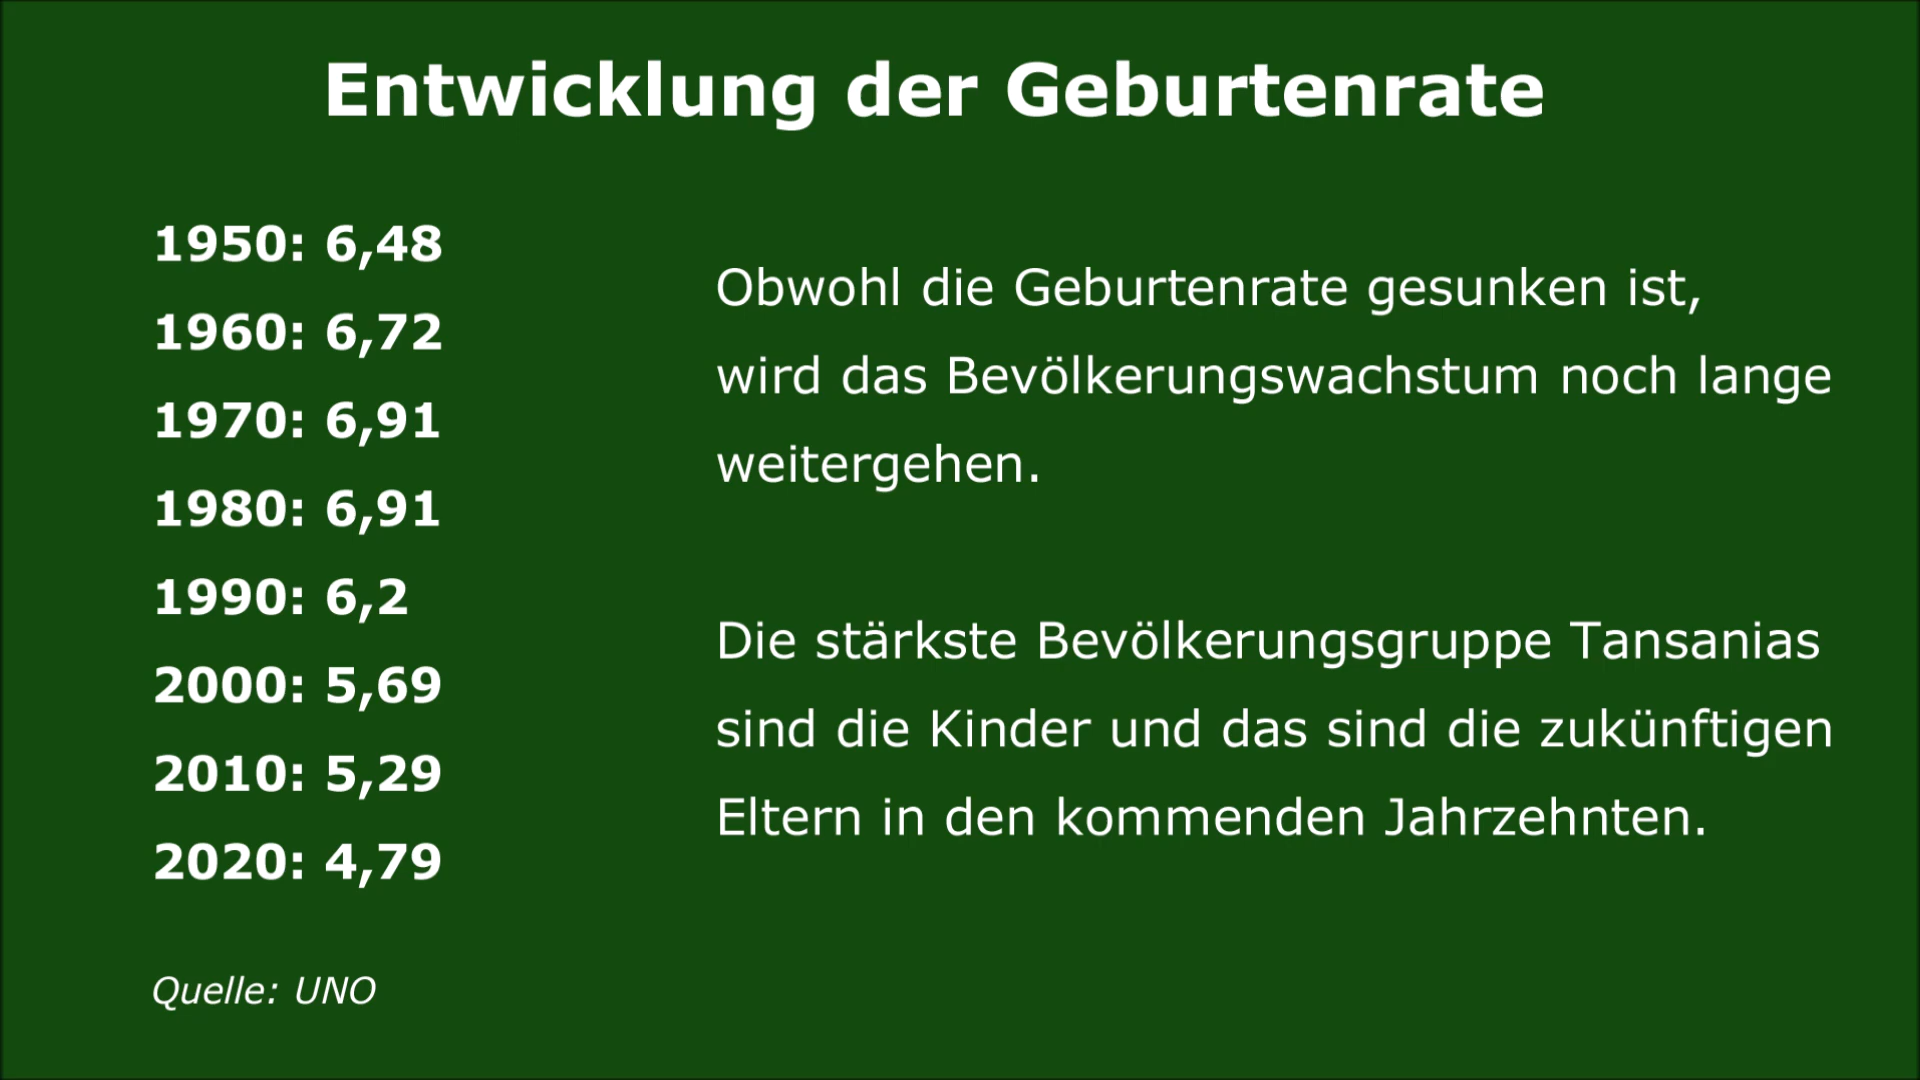 Entwicklung der Geburtenrate
1950: 6,48
1960: 6,72
1970: 6,91
1980: 6,91
1990: 6,2
2000: 5,69
2010: 5,29
2020: 4,79
Quelle: UNO
Obwohl die Geburtenrate gesunken ist,
wird das Bevölkerungswachstum noch lange
weitergehen.
Die stärkste Bevölkerungsgruppe Tansanias
sind die Kinder und das sind die zukünftigen
Eltern in den kommenden Jahrzehnten.